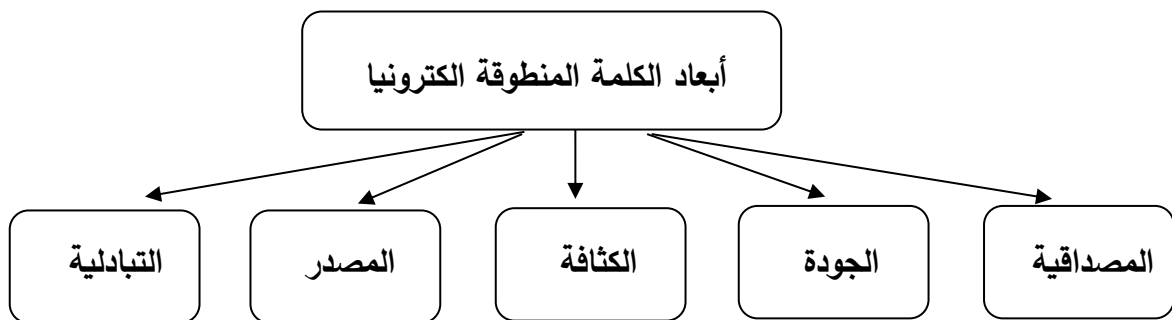 أبعاد الكلمة المنطوقة الكترونيا
المصداقية
الجودة
الكثافة
المصدر
التبادلية